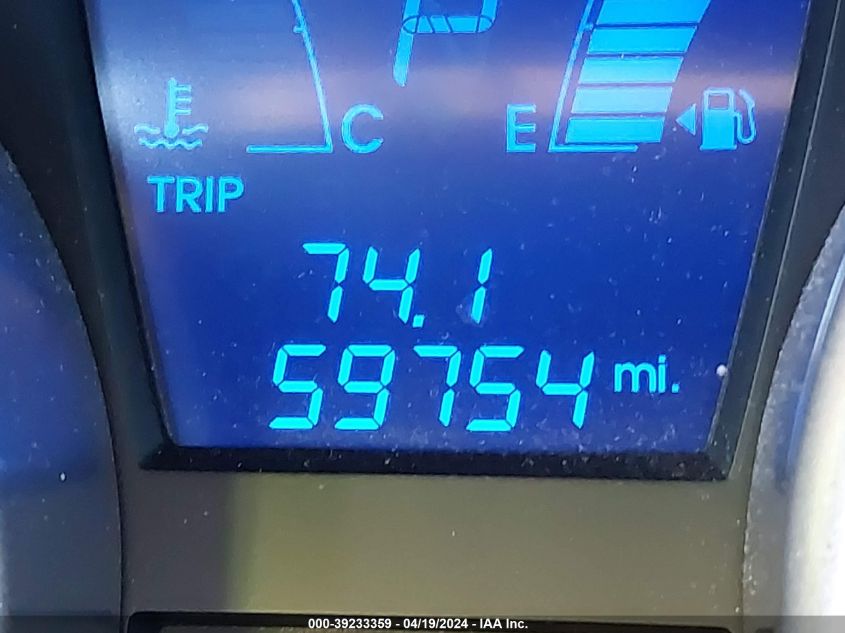 P
C E
TRIP
74.1
59754 mi.
000-39233359 - 04/19/2024 - IAA Inc.